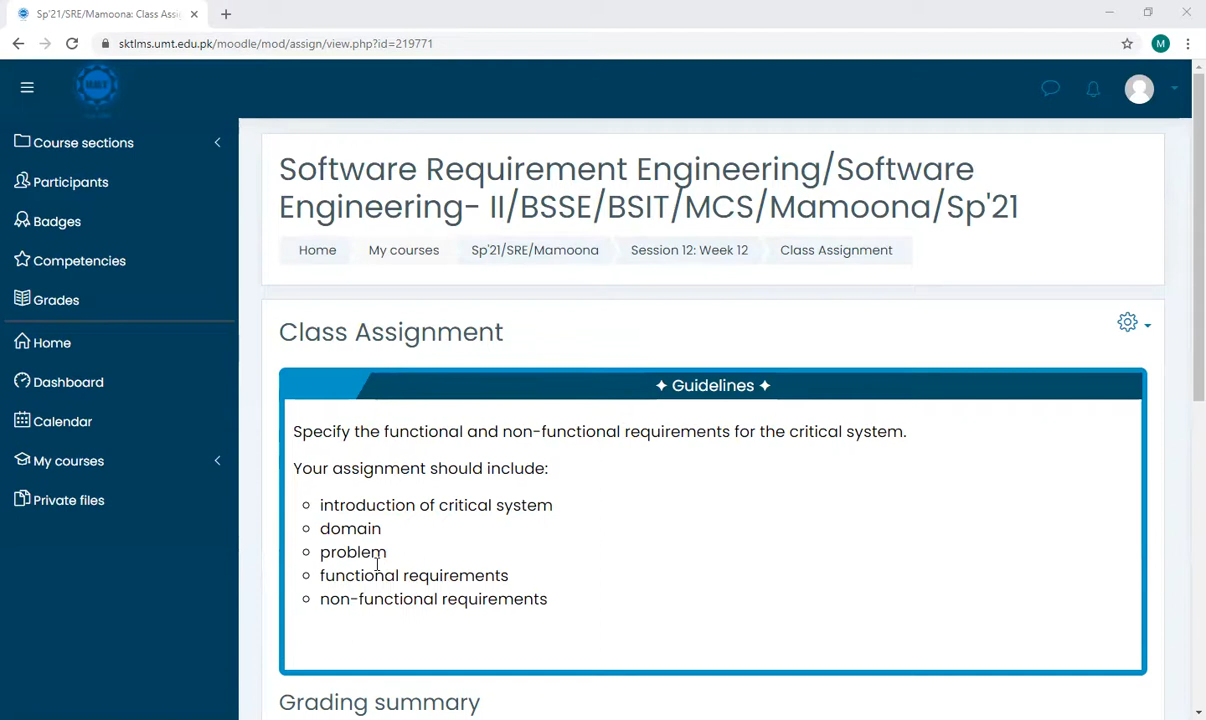 Sp'21/SRE/Mamoona: Class Assi
sktlms.umt.edu.pk/moodle/mod/assign/view.php?id=219771
M
UMT
Course sections
Participants
Badges
Competencies
Grades
Home
Dashboard
Calendar
My courses
Private files
Software Requirement Engineering/Software
Engineering- II/BSSE/BSIT/MCS/Mamoona/Sp'21
Home My courses Sp'21/SRE/Mamoona Session 12: Week 12 Class Assignment
Class Assignment
✦ Guidelines ✦
Specify the functional and non-functional requirements for the critical system.
Your assignment should include:
introduction of critical system
domain
problem
functional requirements
non-functional requirements
Grading summary